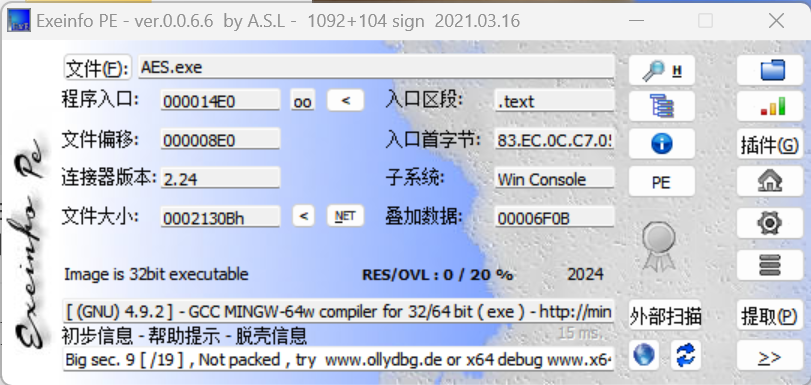 Exeinfo PE - ver.0.0.6.6 by A.S.L - 1092+104 sign 2021.03.16
Exeinfo Pe
文件(F): AES.exe H
程序入口: 000014E0 oo < 入口区段: .text
文件偏移: 000008E0 入口首字节: 83.EC.0C.C7.05 插件(G)
连接器版本: 2.24 子系统: Win Console PE
文件大小: 0002130Bh < NET 叠加数据: 00006F0B
Image is 32bit executable RES/OVL : 0 / 20 % 2024
[ (GNU) 4.9.2 ] - GCC MINGW-64w compiler for 32/64 bit ( exe ) - http://min 外部扫描 提取(P)
初步信息 - 帮助提示 - 脱壳信息 15 ms.
Big sec. 9 [ /19 ] , Not packed , try www.ollydbg.de or x64 debug www.x64 >>